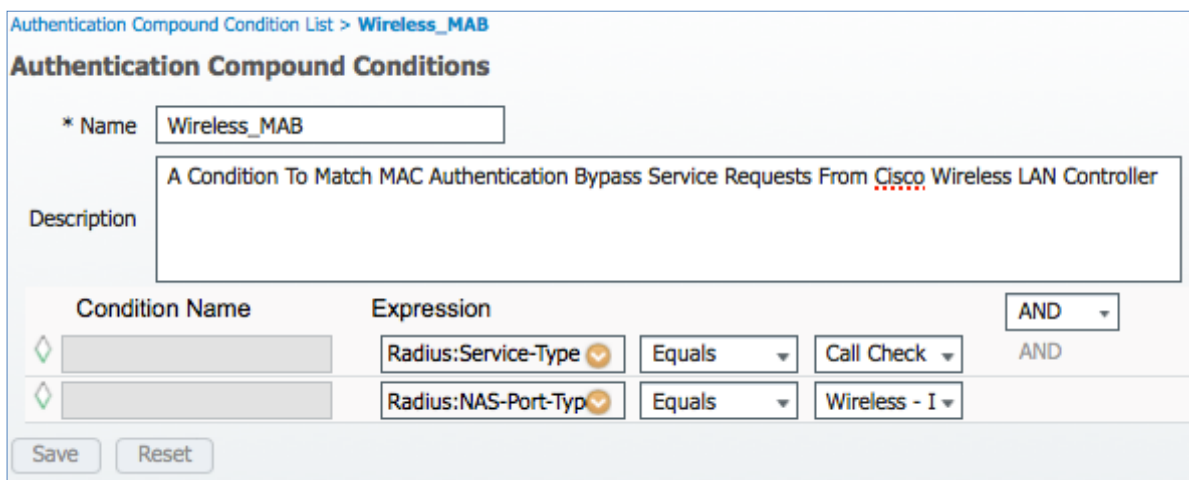 Authentication Compound Condition List > Wireless_MAB
Authentication Compound Conditions
* Name Wireless_MAB
Description A Condition To Match MAC Authentication Bypass Service Requests From Cisco Wireless LAN Controller
Condition Name Expression AND
Radius:Service-Type Equals Call Check AND
Radius:NAS-Port-Typ Equals Wireless - I
Save Reset